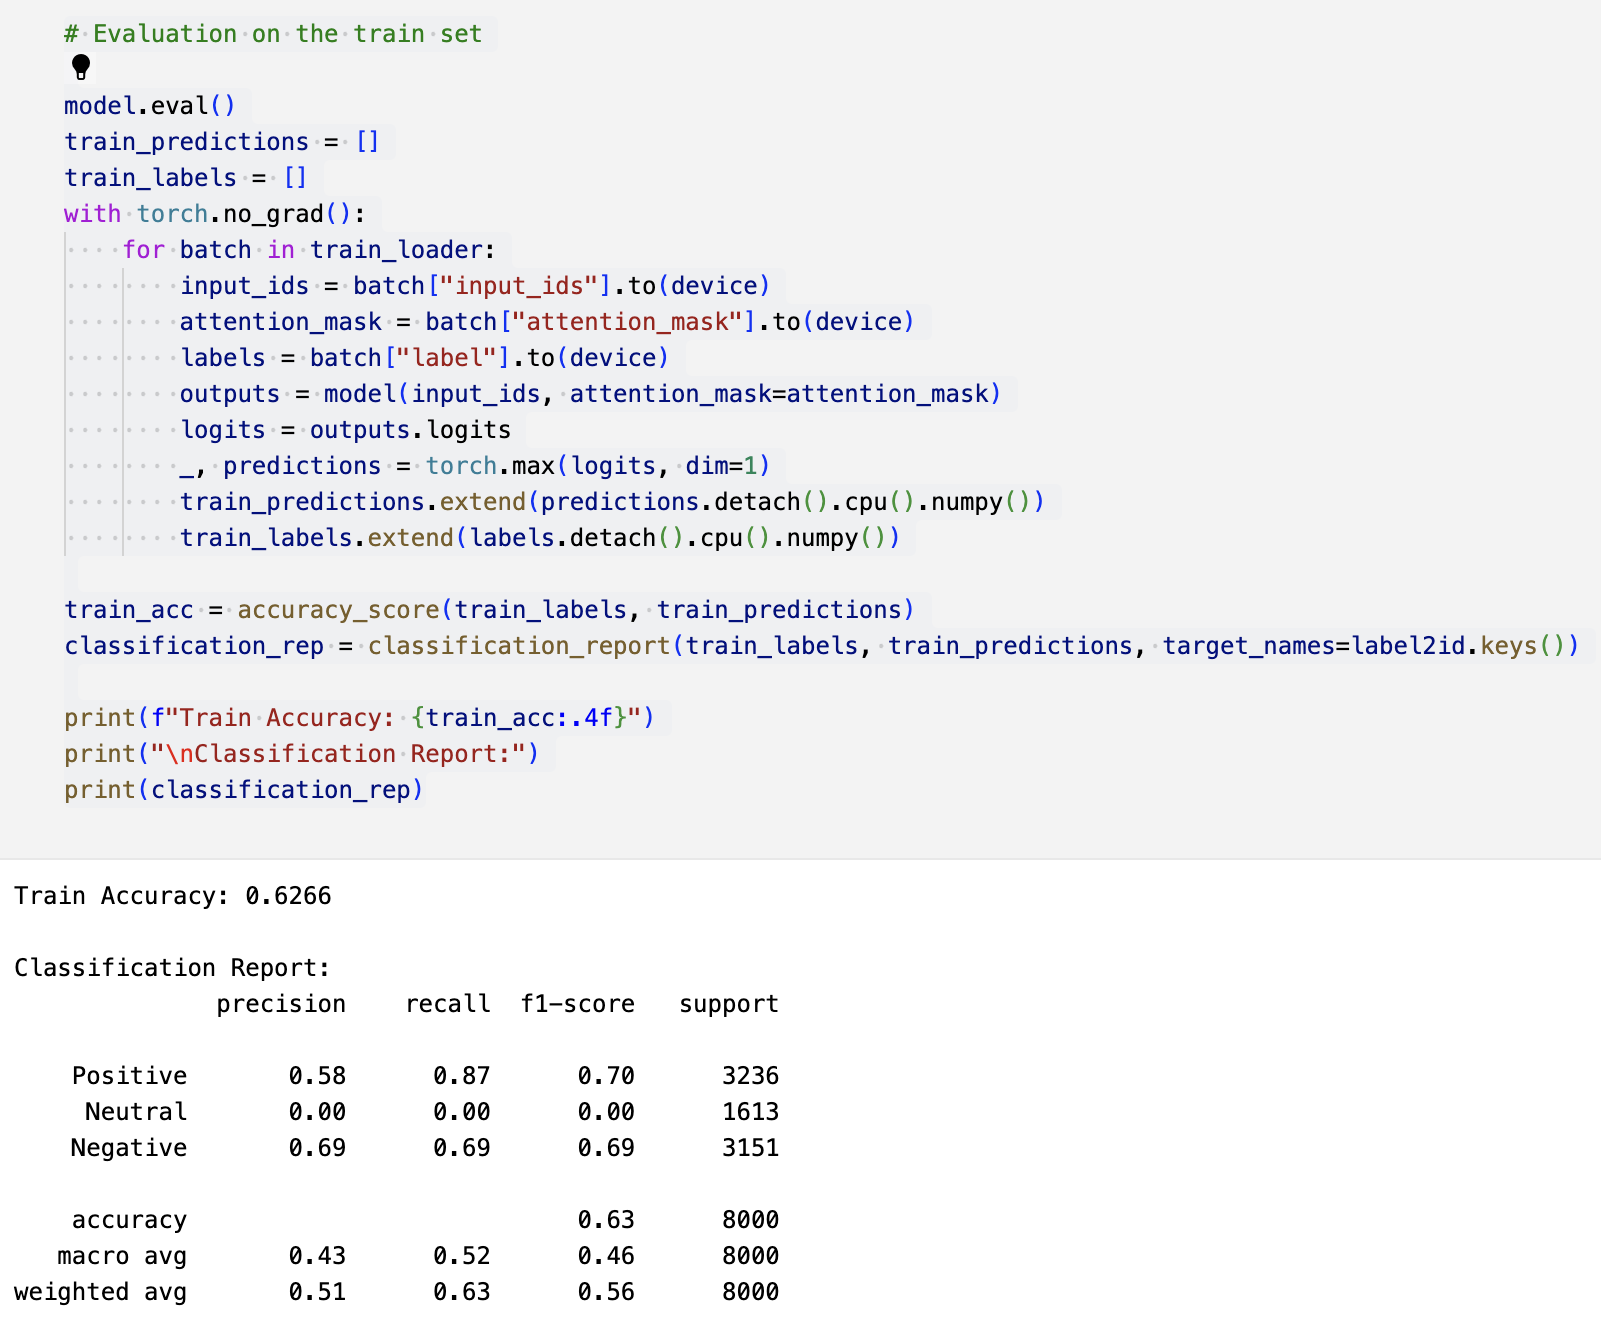 # Evaluation on the train set
model.eval()
train_predictions = []
train_labels = []
with torch.no_grad():
    for batch in train_loader:
        input_ids = batch["input_ids"].to(device)
        attention_mask = batch["attention_mask"].to(device)
        labels = batch["label"].to(device)
        outputs = model(input_ids, attention_mask=attention_mask)
        logits = outputs.logits
        _, predictions = torch.max(logits, dim=1)
        train_predictions.extend(predictions.detach().cpu().numpy())
        train_labels.extend(labels.detach().cpu().numpy())
train_acc = accuracy_score(train_labels, train_predictions)
classification_rep = classification_report(train_labels, train_predictions, target_names=label2id.keys())
print(f"Train Accuracy: {train_acc:.4f}")
print("\nClassification Report:")
print(classification_rep)
Train Accuracy: 0.6266
Classification Report:
              precision    recall  f1-score   support
    Positive       0.58      0.87      0.70      3236
     Neutral       0.00      0.00      0.00      1613
    Negative       0.69      0.69      0.69      3151
    accuracy                           0.63      8000
   macro avg       0.43      0.52      0.46      8000
weighted avg       0.51      0.63      0.56      8000